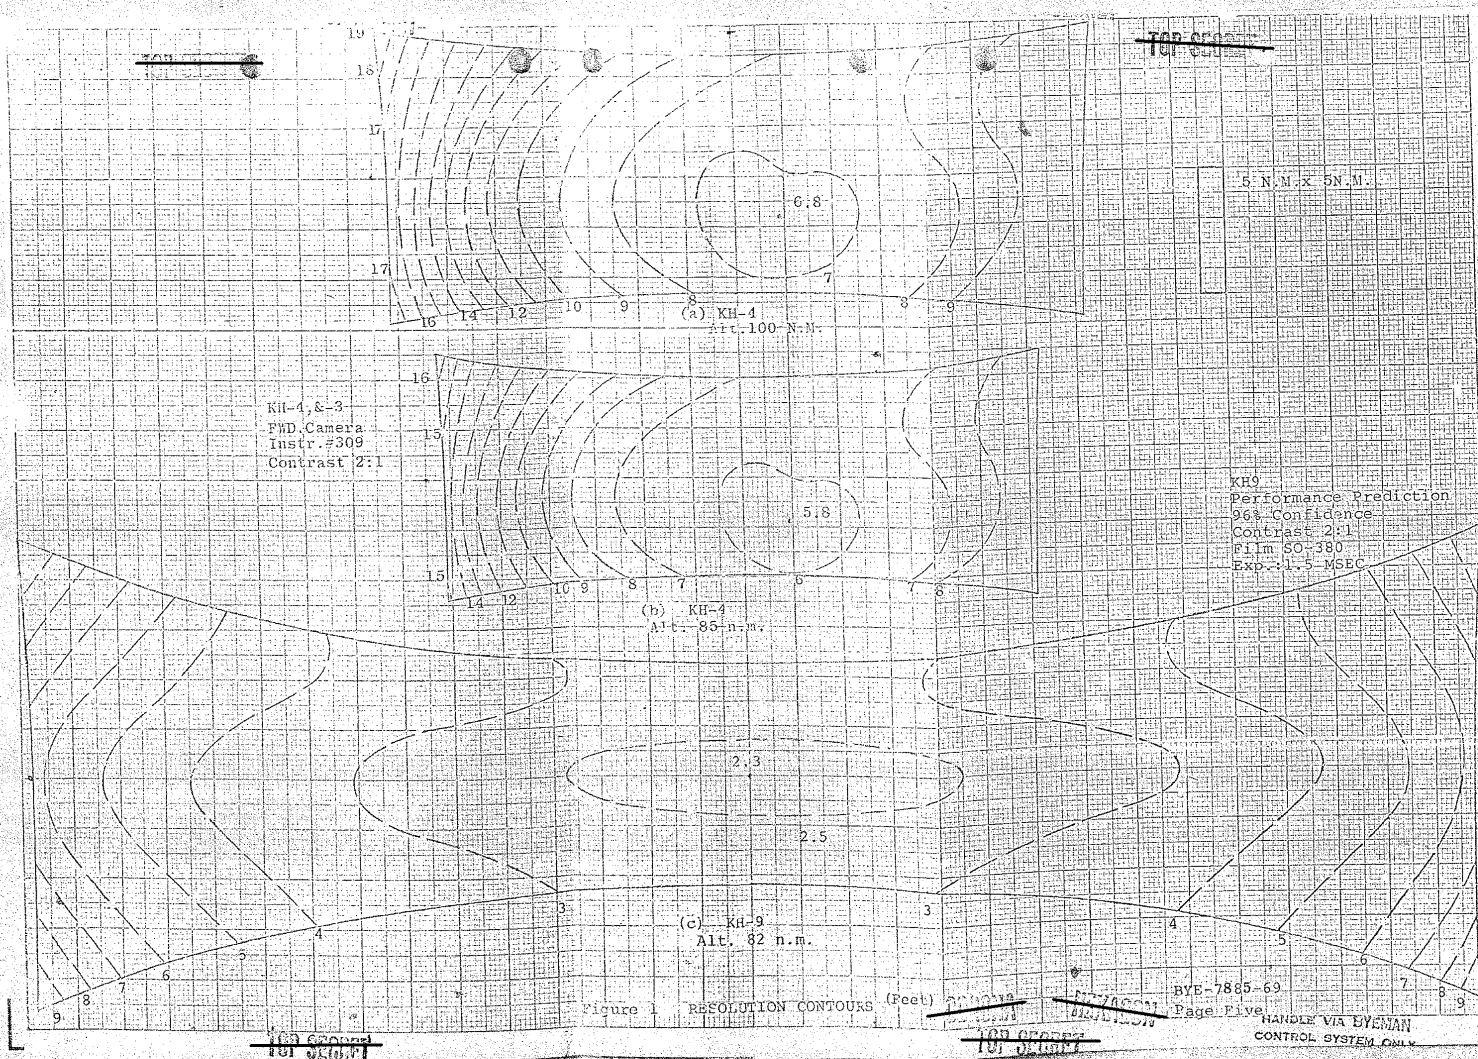 TOP SECRET
TOP SECRET
19
18
17
17
5 N.M. x 5N.M.
6.8
7
16 14 12 10 9 8 8 9
(a) KH-4
Alt. 100 N.M.
16
15
15
KH-4,&-3
FWD.Camera
Instr.#309
Contrast 2:1
5.8
14 12 10 9 8 7 6 7 8
(b) KH-4
Alt. 85 n.m.
KH9
Performance Prediction
96% Confidence
Contrast 2:1
Film SO-380
Exp.:1.5 MSEC
2.3
2.5
9 8 7 6 5 4 3 3 4 5 6 7 8 9
(c) KH-9
Alt. 82 n.m.
Figure 1 RESOLUTION CONTOURS (Feet)
CORONA HEXAGON
BYE-7885-69
Page Five
HANDLE VIA BYEMAN
CONTROL SYSTEM ONLY
TOP SECRET
TOP SECRET